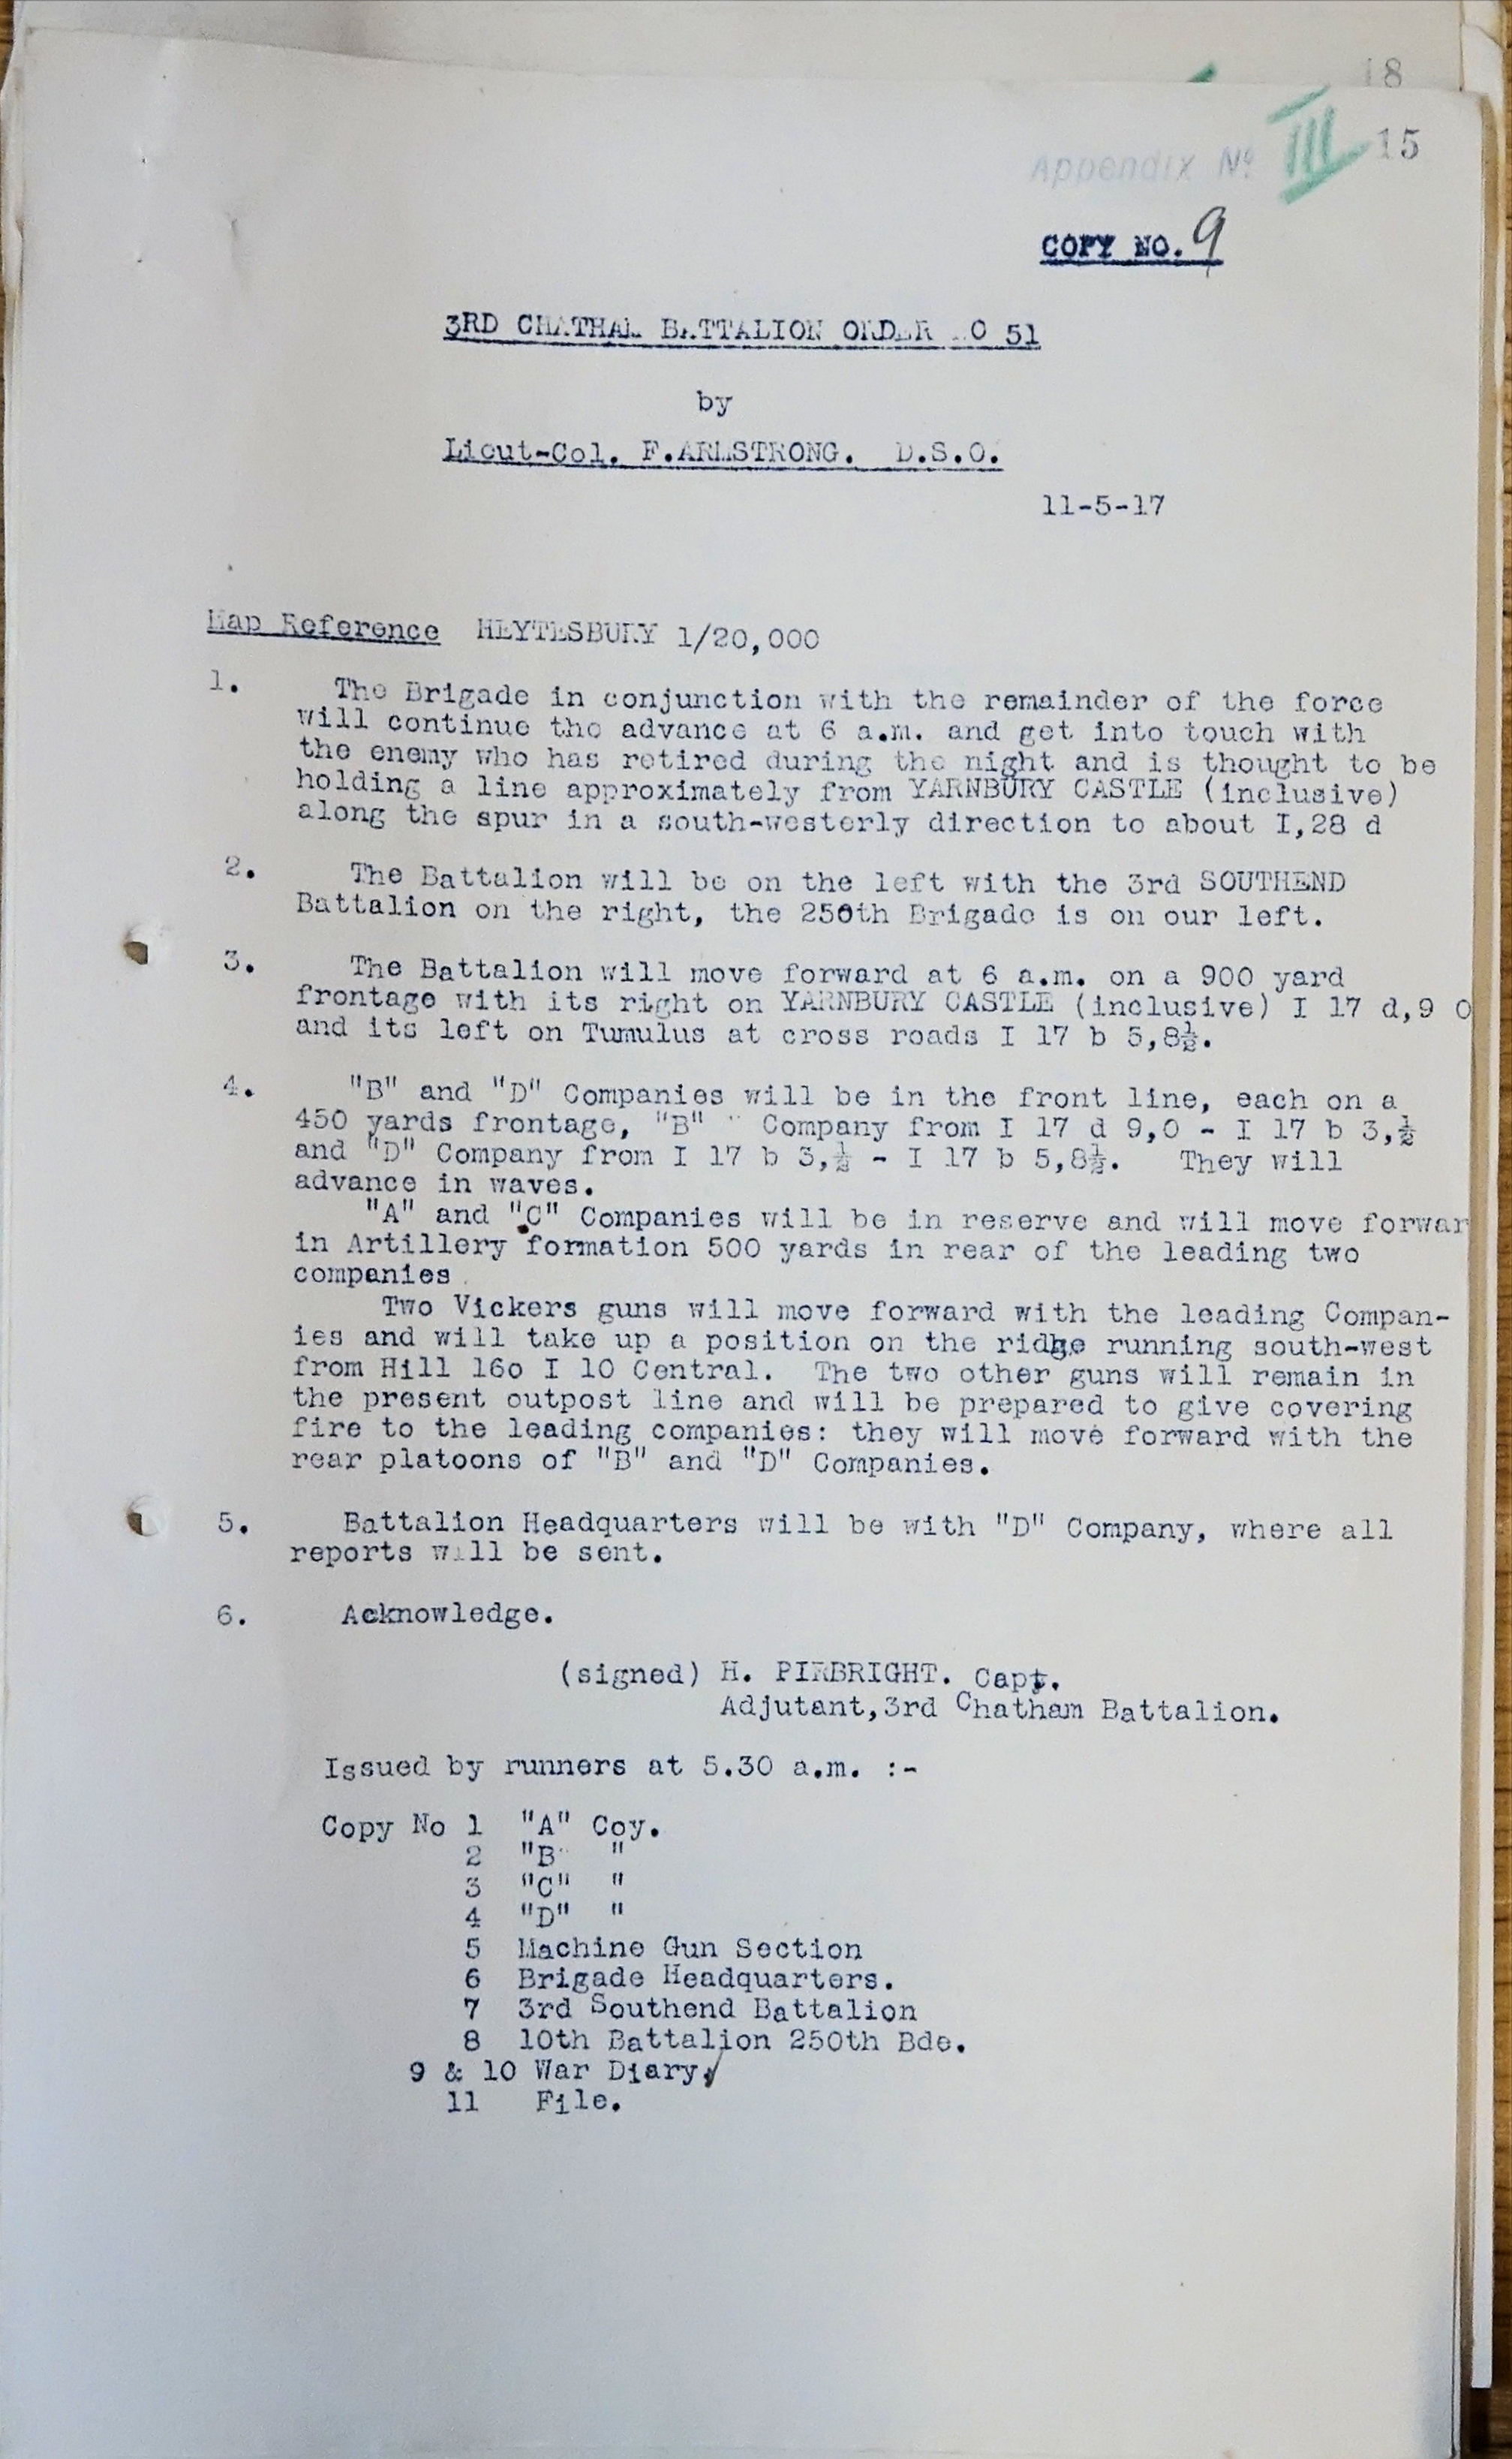 18
Appendix No III 15
COPY NO. 9
3RD CHATHAM BATTALION ORDER NO 51
by
Lieut-Col. F.ARMSTRONG. D.S.O.
11-5-17
Map Reference HEYTESBURY 1/20,000
1. The Brigade in conjunction with the remainder of the force
will continue the advance at 6 a.m. and get into touch with
the enemy who has retired during the night and is thought to be
holding a line approximately from YARNBURY CASTLE (inclusive)
along the spur in a south-westerly direction to about I,28 d
2. The Battalion will be on the left with the 3rd SOUTHEND
Battalion on the right, the 250th Brigade is on our left.
3. The Battalion will move forward at 6 a.m. on a 900 yard
frontage with its right on YARNBURY CASTLE (inclusive) I 17 d,9 0
and its left on Tumulus at cross roads I 17 b 5,8½.
4. "B" and "D" Companies will be in the front line, each on a
450 yards frontage, "B" " Company from I 17 d 9,0 - I 17 b 3,½
and "D" Company from I 17 b 3,½ - I 17 b 5,8½. They will
advance in waves.
"A" and "C" Companies will be in reserve and will move forwar
in Artillery formation 500 yards in rear of the leading two
companies.
Two Vickers guns will move forward with the leading Compan-
ies and will take up a position on the ridge running south-west
from Hill 16o I 10 Central. The two other guns will remain in
the present outpost line and will be prepared to give covering
fire to the leading companies: they will move forward with the
rear platoons of "B" and "D" Companies.
5. Battalion Headquarters will be with "D" Company, where all
reports will be sent.
6. Acknowledge.
(signed) H. PIRBRIGHT. Capt.
Adjutant,3rd Chatham Battalion.
Issued by runners at 5.30 a.m. :-
Copy No 1 "A" Coy.
2 "B" "
3 "C" "
4 "D" "
5 Machine Gun Section
6 Brigade Headquarters.
7 3rd Southend Battalion
8 10th Battalion 250th Bde.
9 & 10 War Diary.
11 File.